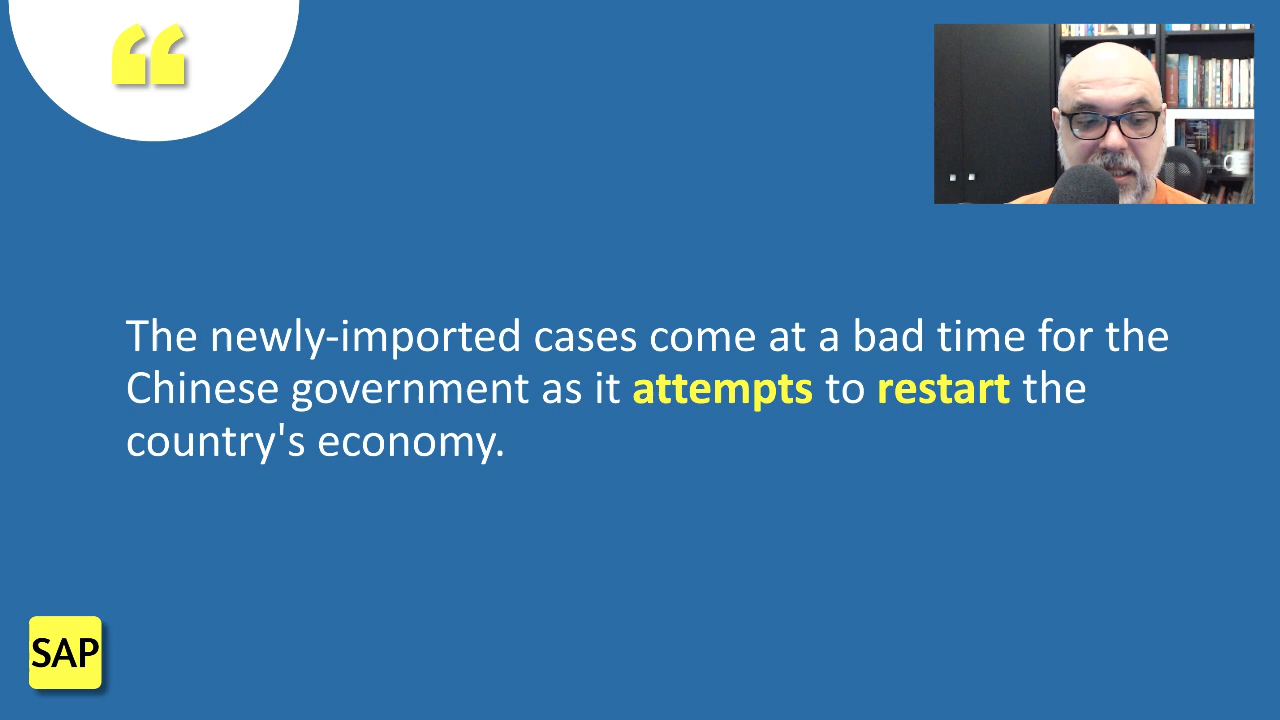 “
The newly-imported cases come at a bad time for the
Chinese government as it attempts to restart the
country's economy.
SAP